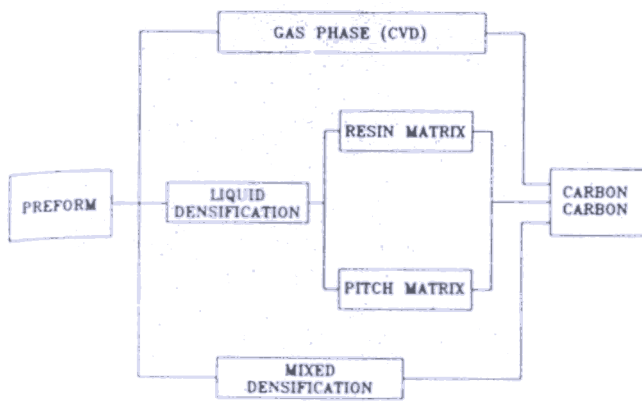 GAS PHASE (CVD)
RESIN MATRIX
PREFORM
LIQUID
DENSIFICATION
CARBON
CARBON
PITCH MATRIX
MIXED
DENSIFICATION